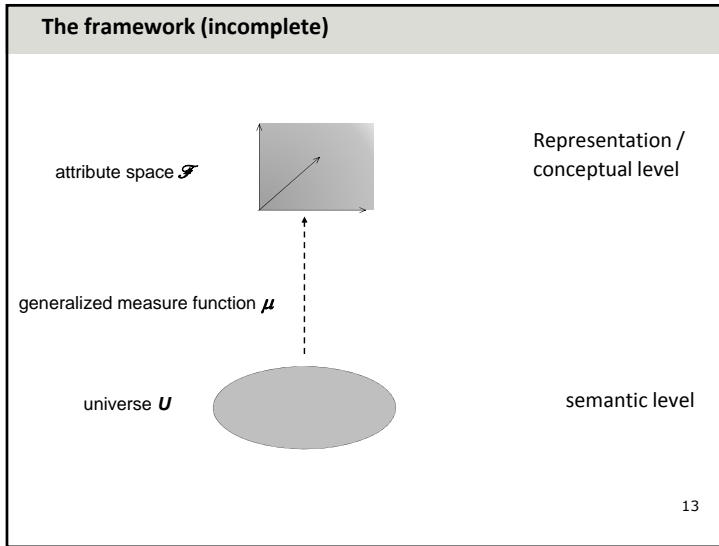 The framework (incomplete)
attribute space ℱ
Representation /
conceptual level
generalized measure function μ
universe U
semantic level
13